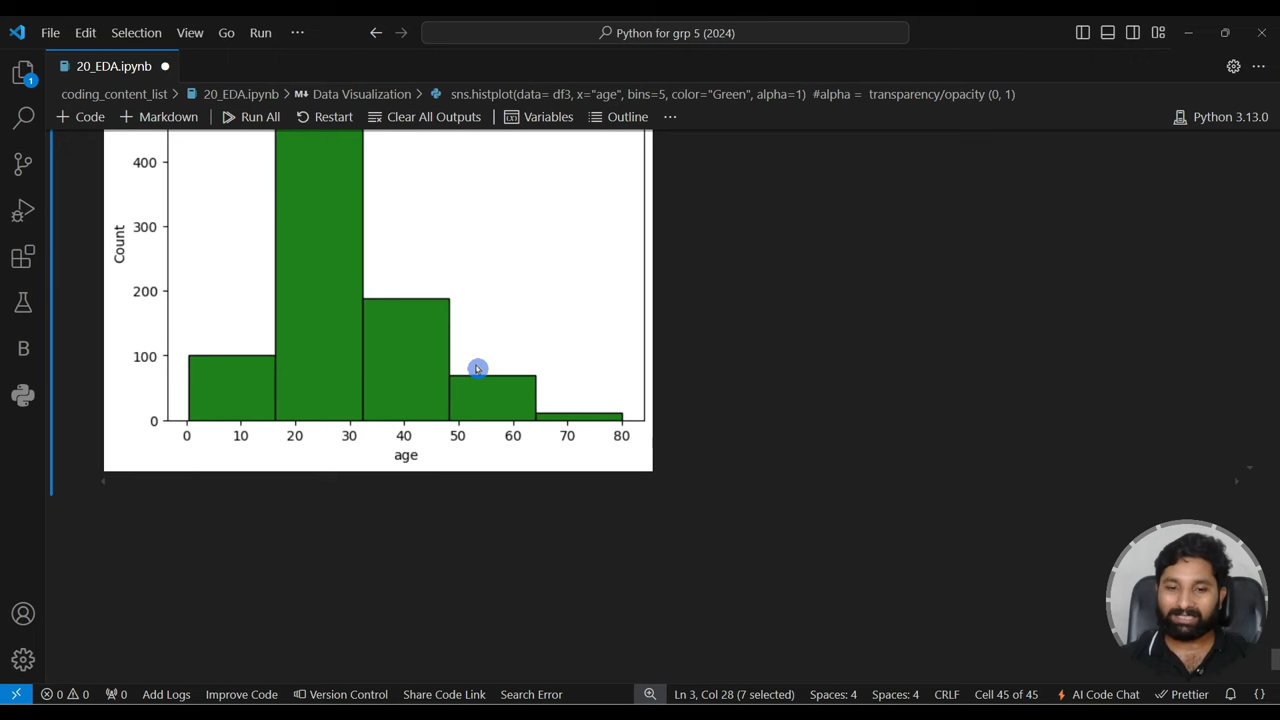 File Edit Selection View Go Run ··· Python for grp 5 (2024)
20_EDA.ipynb
coding_content_list > 20_EDA.ipynb > Data Visualization > sns.histplot(data= df3, x="age", bins=5, color="Green", alpha=1) #alpha = transparency/opacity (0, 1)
+ Code + Markdown Run All Restart Clear All Outputs Variables Outline ··· Python 3.13.0
1
400
300
200
100
0
Count
0 10 20 30 40 50 60 70 80
age
B
0 0 0 Add Logs Improve Code Version Control Share Code Link Search Error Ln 3, Col 28 (7 selected) Spaces: 4 Spaces: 4 CRLF Cell 45 of 45 AI Code Chat Prettier {}